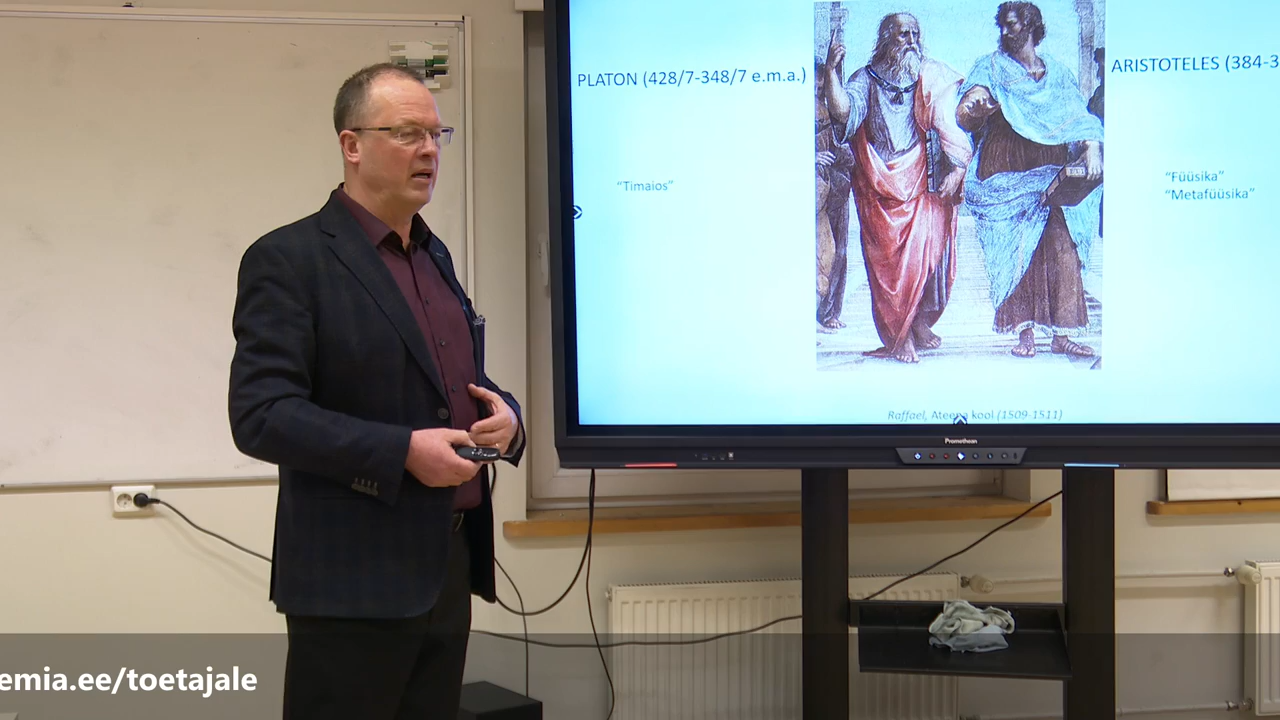 PLATON (428/7-348/7 e.m.a.)
ARISTOTELES (384-3
“Timaios”
“Füüsika”
“Metafüüsika”
Raffael, Ateena kool (1509-1511)
Promethean
emia.ee/toetajale